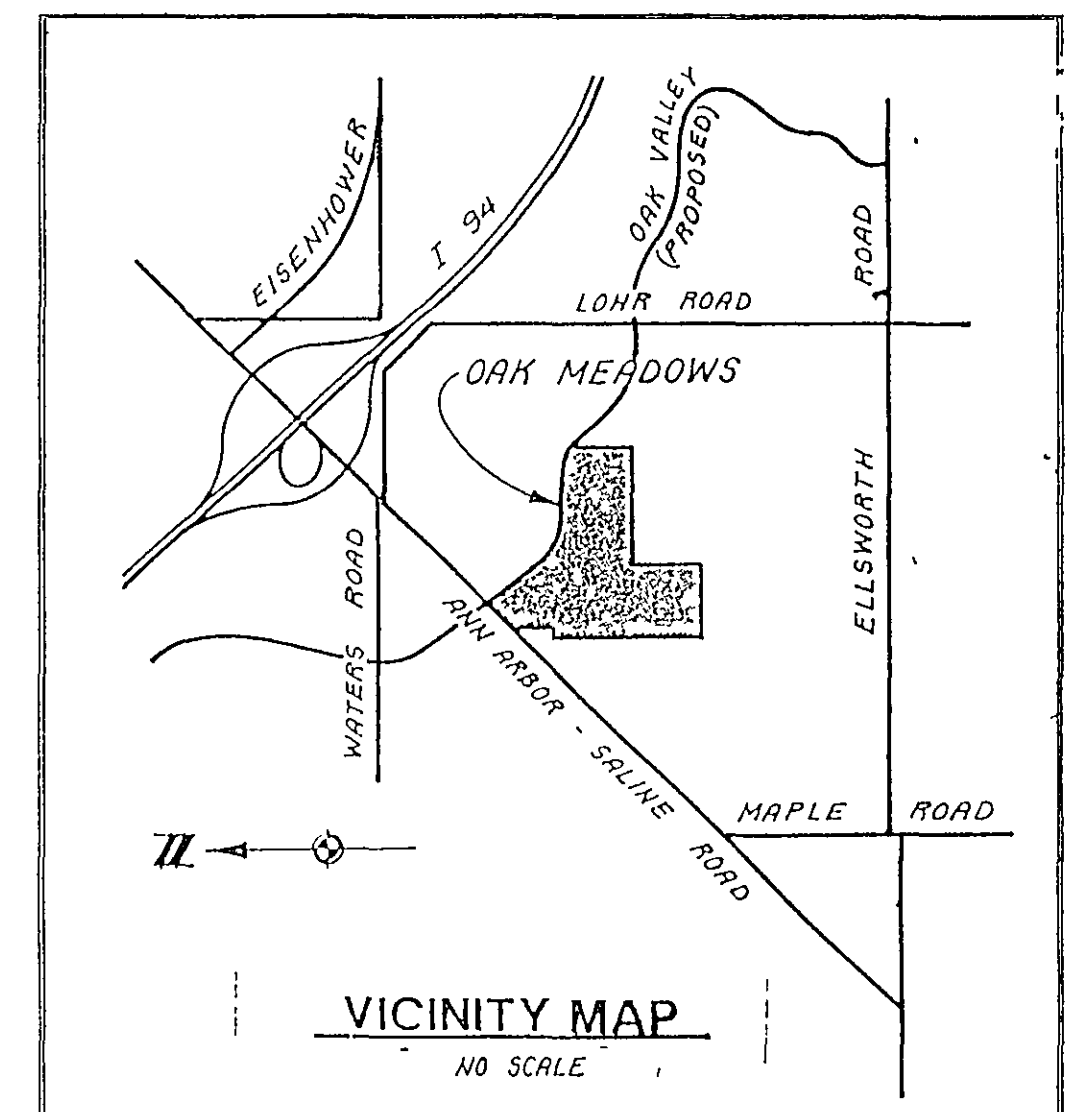 EISENHOWER
I 94
OAK VALLEY
(PROPOSED)
LOHR ROAD
OAK MEADOWS
ELLSWORTH ROAD
WATERS ROAD
ANN ARBOR - SALINE ROAD
MAPLE ROAD
N
VICINITY MAP
NO SCALE